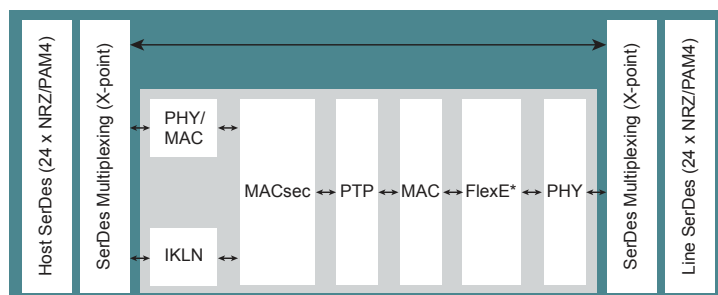 Host SerDes (24 x NRZ/PAM4)
SerDes Multiplexing (X-point)
PHY/
MAC
IKLN
MACsec
PTP
MAC
FlexE*
PHY
SerDes Multiplexing (X-point)
Line SerDes (24 x NRZ/PAM4)